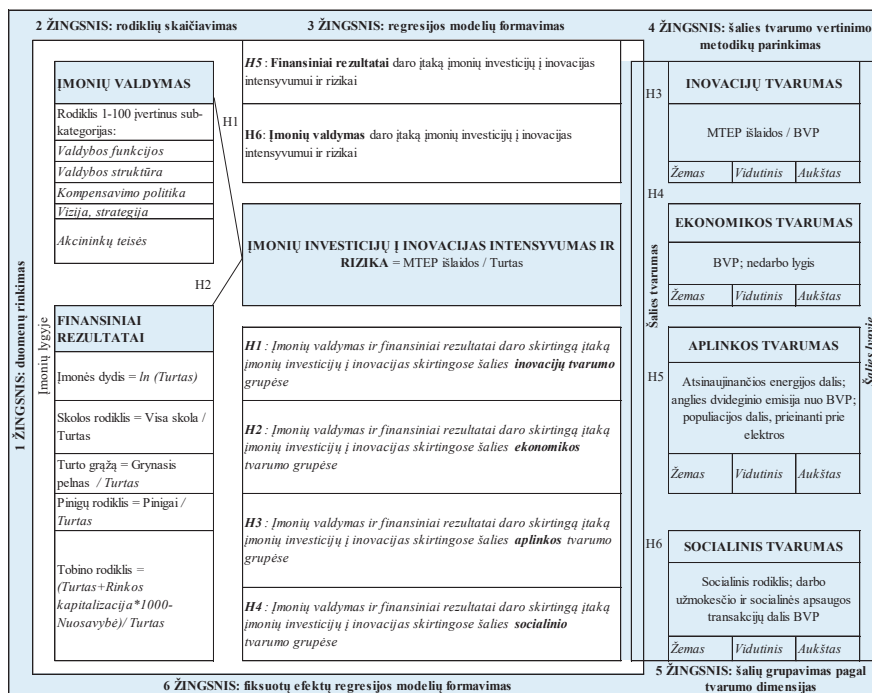 2 ŽINGSNIS: rodiklių skaičiavimas
3 ŽINGSNIS: regresijos modelių formavimas
4 ŽINGSNIS: šalies tvarumo vertinimo
metodikų parinkimas
1 ŽINGSNIS: duomenų rinkimas
Įmonių lygyje
ĮMONIŲ VALDYMAS
Rodiklis 1-100 įvertinus sub-
kategorijas:
Valdybos funkcijos
Valdybos struktūra
Kompensavimo politika
Vizija, strategija
Akcininkų teisės
H1
H2
FINANSINIAI
REZULTATAI
Įmonės dydis = ln (Turtas)
Skolos rodiklis = Visa skola /
Turtas
Turto grąžą = Grynasis
pelnas / Turtas
Pinigų rodiklis = Pinigai /
Turtas
Tobino rodiklis =
(Turtas+Rinkos
kapitalizacija*1000-
Nuosavybė)/ Turtas
H5 : Finansiniai rezultatai daro įtaką įmonių investicijų į inovacijas
intensyvumui ir rizikai
H6: Įmonių valdymas daro įtaką įmonių investicijų į inovacijas
intensyvumui ir rizikai
ĮMONIŲ INVESTICIJŲ Į INOVACIJAS INTENSYVUMAS IR
RIZIKA = MTEP išlaidos / Turtas
H1 : Įmonių valdymas ir finansiniai rezultatai daro skirtingą įtaką
įmonių investicijų į inovacijas skirtingose šalies inovacijų tvarumo
grupėse
H2 : Įmonių valdymas ir finansiniai rezultatai daro skirtingą įtaką
įmonių investicijų į inovacijas skirtingose šalies ekonomikos
tvarumo grupėse
H3 : Įmonių valdymas ir finansiniai rezultatai daro skirtingą įtaką
įmonių investicijų į inovacijas skirtingose šalies aplinkos tvarumo
grupėse
H4 : Įmonių valdymas ir finansiniai rezultatai daro skirtingą įtaką
įmonių investicijų į inovacijas skirtingose šalies socialinio
tvarumo grupėse
Šalies tvarumas
H3
H4
H5
H6
INOVACIJŲ TVARUMAS
MTEP išlaidos / BVP
Žemas Vidutinis Aukštas
EKONOMIKOS TVARUMAS
BVP; nedarbo lygis
Žemas Vidutinis Aukštas
APLINKOS TVARUMAS
Atsinaujinančios energijos dalis;
anglies dvideginio emisija nuo BVP;
populiacijos dalis, prieinanti prie
elektros
Žemas Vidutinis Aukštas
SOCIALINIS TVARUMAS
Socialinis rodiklis; darbo
užmokesčio ir socialinės apsaugos
transakcijų dalis BVP
Žemas Vidutinis Aukštas
Šalies lygyje
6 ŽINGSNIS: fiksuotų efektų regresijos modelių formavimas
5 ŽINGSNIS: šalių grupavimas pagal
tvarumo dimensijas